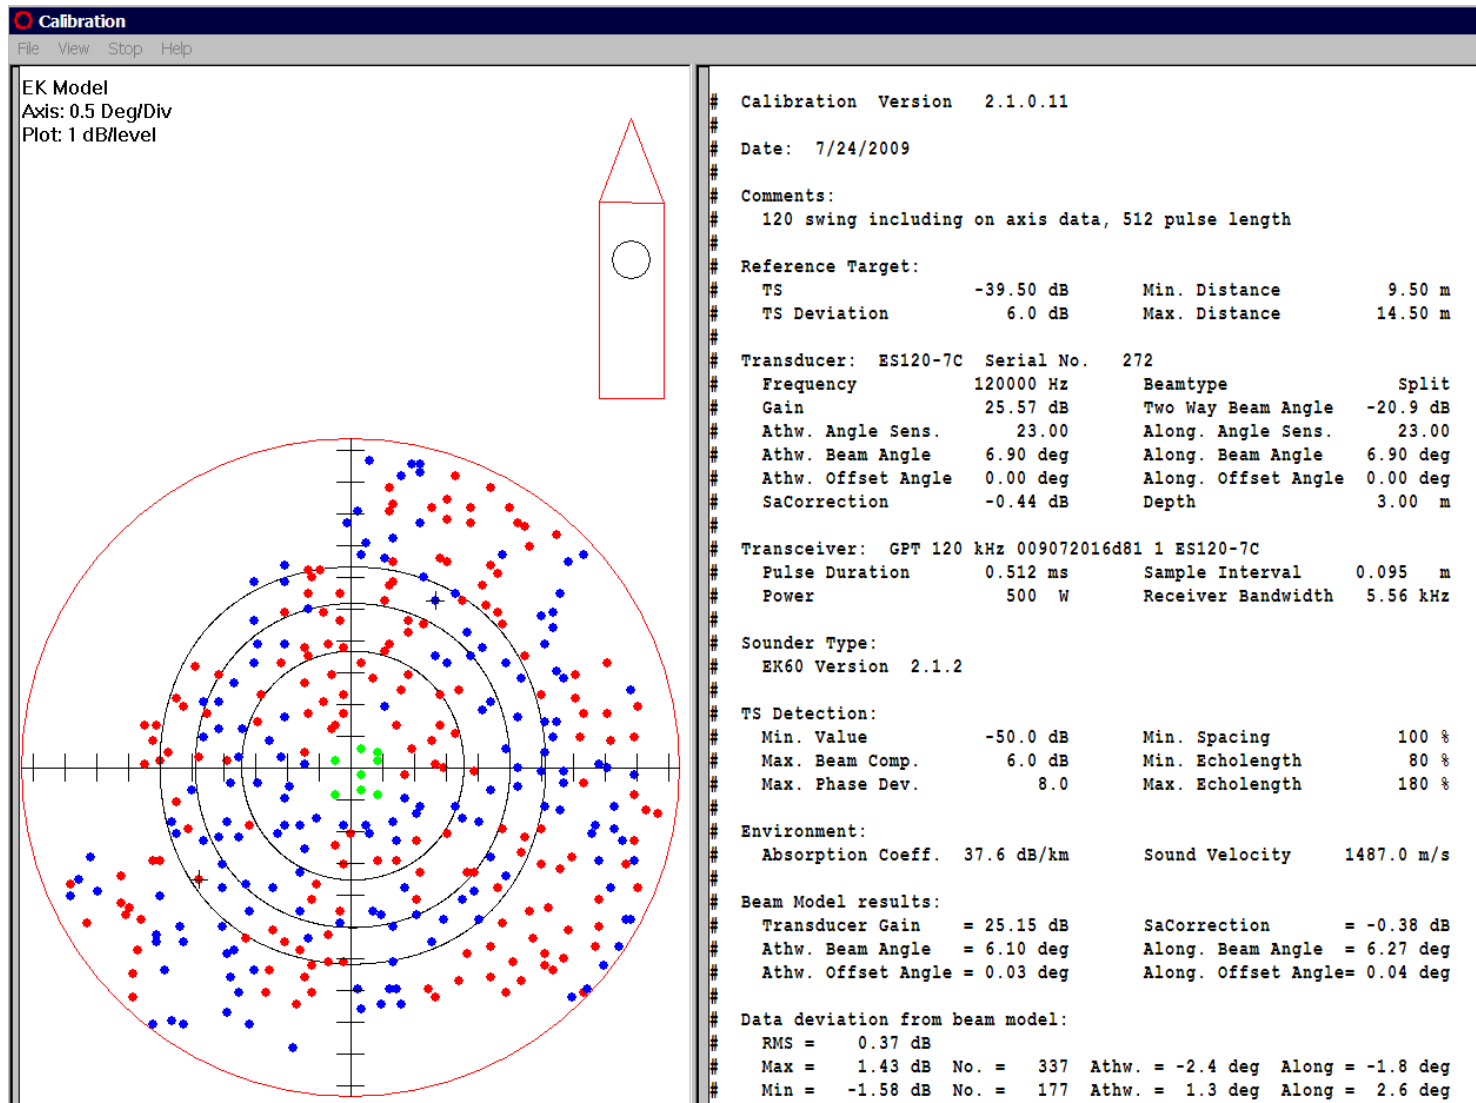 Calibration
File View Stop Help
EK Model
Axis: 0.5 Deg/Div
Plot: 1 dB/level
# Calibration Version 2.1.0.11
#
# Date: 7/24/2009
#
# Comments:
# 120 swing including on axis data, 512 pulse length
#
# Reference Target:
# TS -39.50 dB Min. Distance 9.50 m
# TS Deviation 6.0 dB Max. Distance 14.50 m
#
# Transducer: ES120-7C Serial No. 272
# Frequency 120000 Hz Beamtype Split
# Gain 25.57 dB Two Way Beam Angle -20.9 dB
# Athw. Angle Sens. 23.00 Along. Angle Sens. 23.00
# Athw. Beam Angle 6.90 deg Along. Beam Angle 6.90 deg
# Athw. Offset Angle 0.00 deg Along. Offset Angle 0.00 deg
# SaCorrection -0.44 dB Depth 3.00 m
#
# Transceiver: GPT 120 kHz 009072016d81 1 ES120-7C
# Pulse Duration 0.512 ms Sample Interval 0.095 m
# Power 500 W Receiver Bandwidth 5.56 kHz
#
# Sounder Type:
# EK60 Version 2.1.2
#
# TS Detection:
# Min. Value -50.0 dB Min. Spacing 100 %
# Max. Beam Comp. 6.0 dB Min. Echolength 80 %
# Max. Phase Dev. 8.0 Max. Echolength 180 %
#
# Environment:
# Absorption Coeff. 37.6 dB/km Sound Velocity 1487.0 m/s
#
# Beam Model results:
# Transducer Gain = 25.15 dB SaCorrection = -0.38 dB
# Athw. Beam Angle = 6.10 deg Along. Beam Angle = 6.27 deg
# Athw. Offset Angle = 0.03 deg Along. Offset Angle= 0.04 deg
#
# Data deviation from beam model:
# RMS = 0.37 dB
# Max = 1.43 dB No. = 337 Athw. = -2.4 deg Along = -1.8 deg
# Min = -1.58 dB No. = 177 Athw. = 1.3 deg Along = 2.6 deg